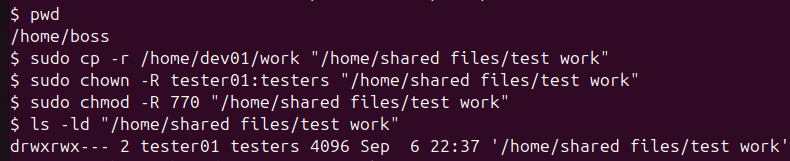 $ pwd
/home/boss
$ sudo cp -r /home/dev01/work "/home/shared files/test work"
$ sudo chown -R tester01:testers "/home/shared files/test work"
$ sudo chmod -R 770 "/home/shared files/test work"
$ ls -ld "/home/shared files/test work"
drwxrwx--- 2 tester01 testers 4096 Sep  6 22:37 '/home/shared files/test work'